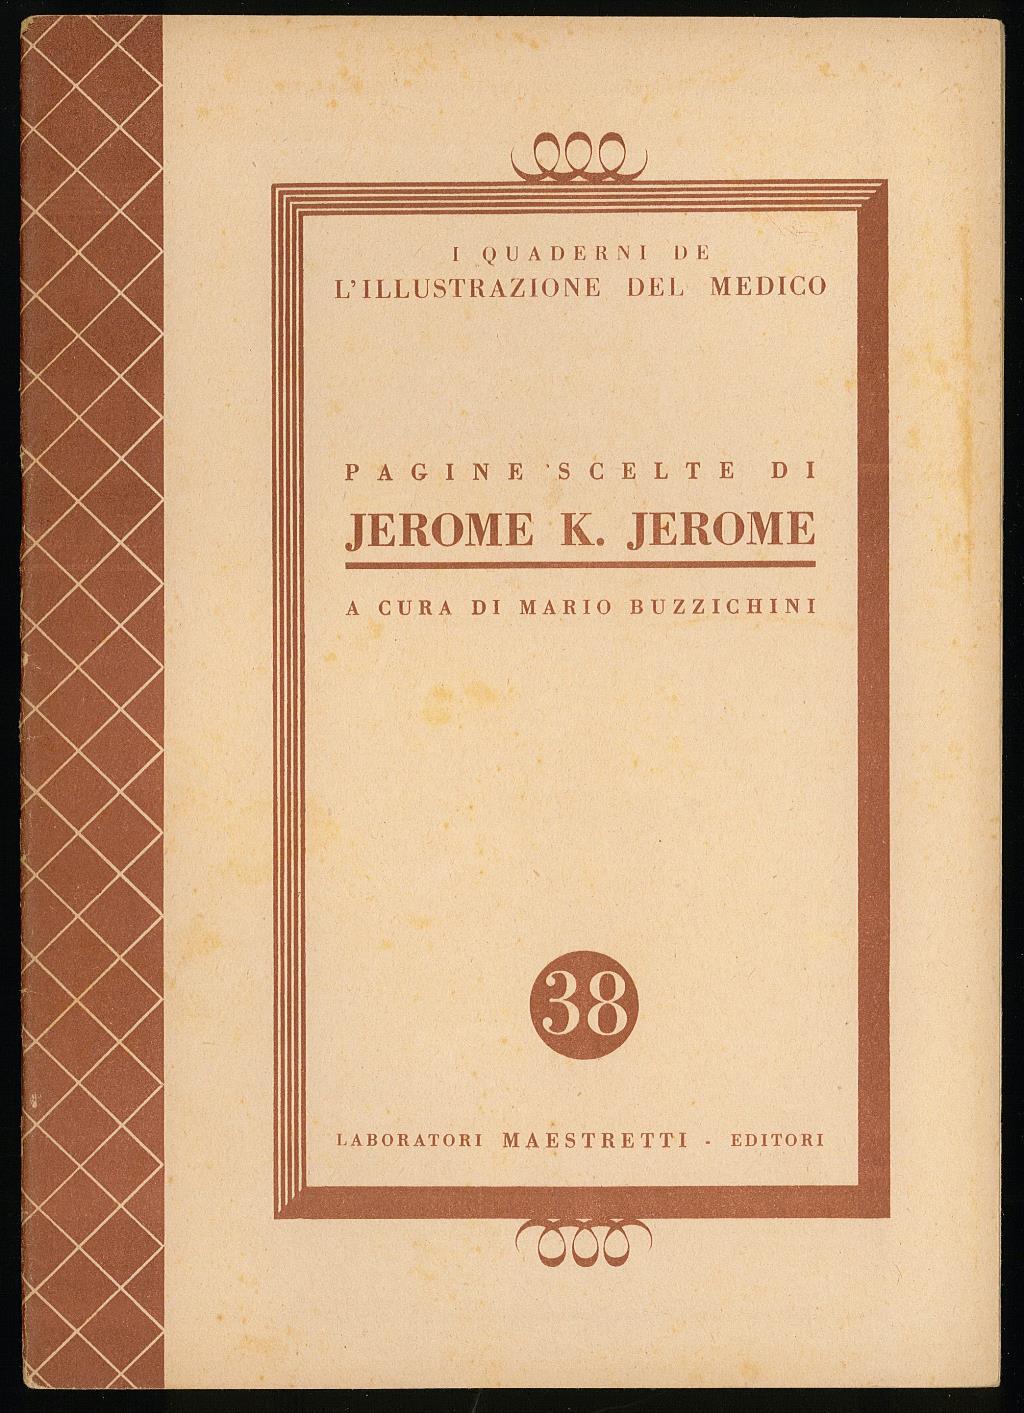 I QUADERNI DE
L'ILLUSTRAZIONE DEL MEDICO
PAGINE SCELTE DI
JEROME K. JEROME
A CURA DI MARIO BUZZICHINI
38
LABORATORI MAESTRETTI - EDITORI